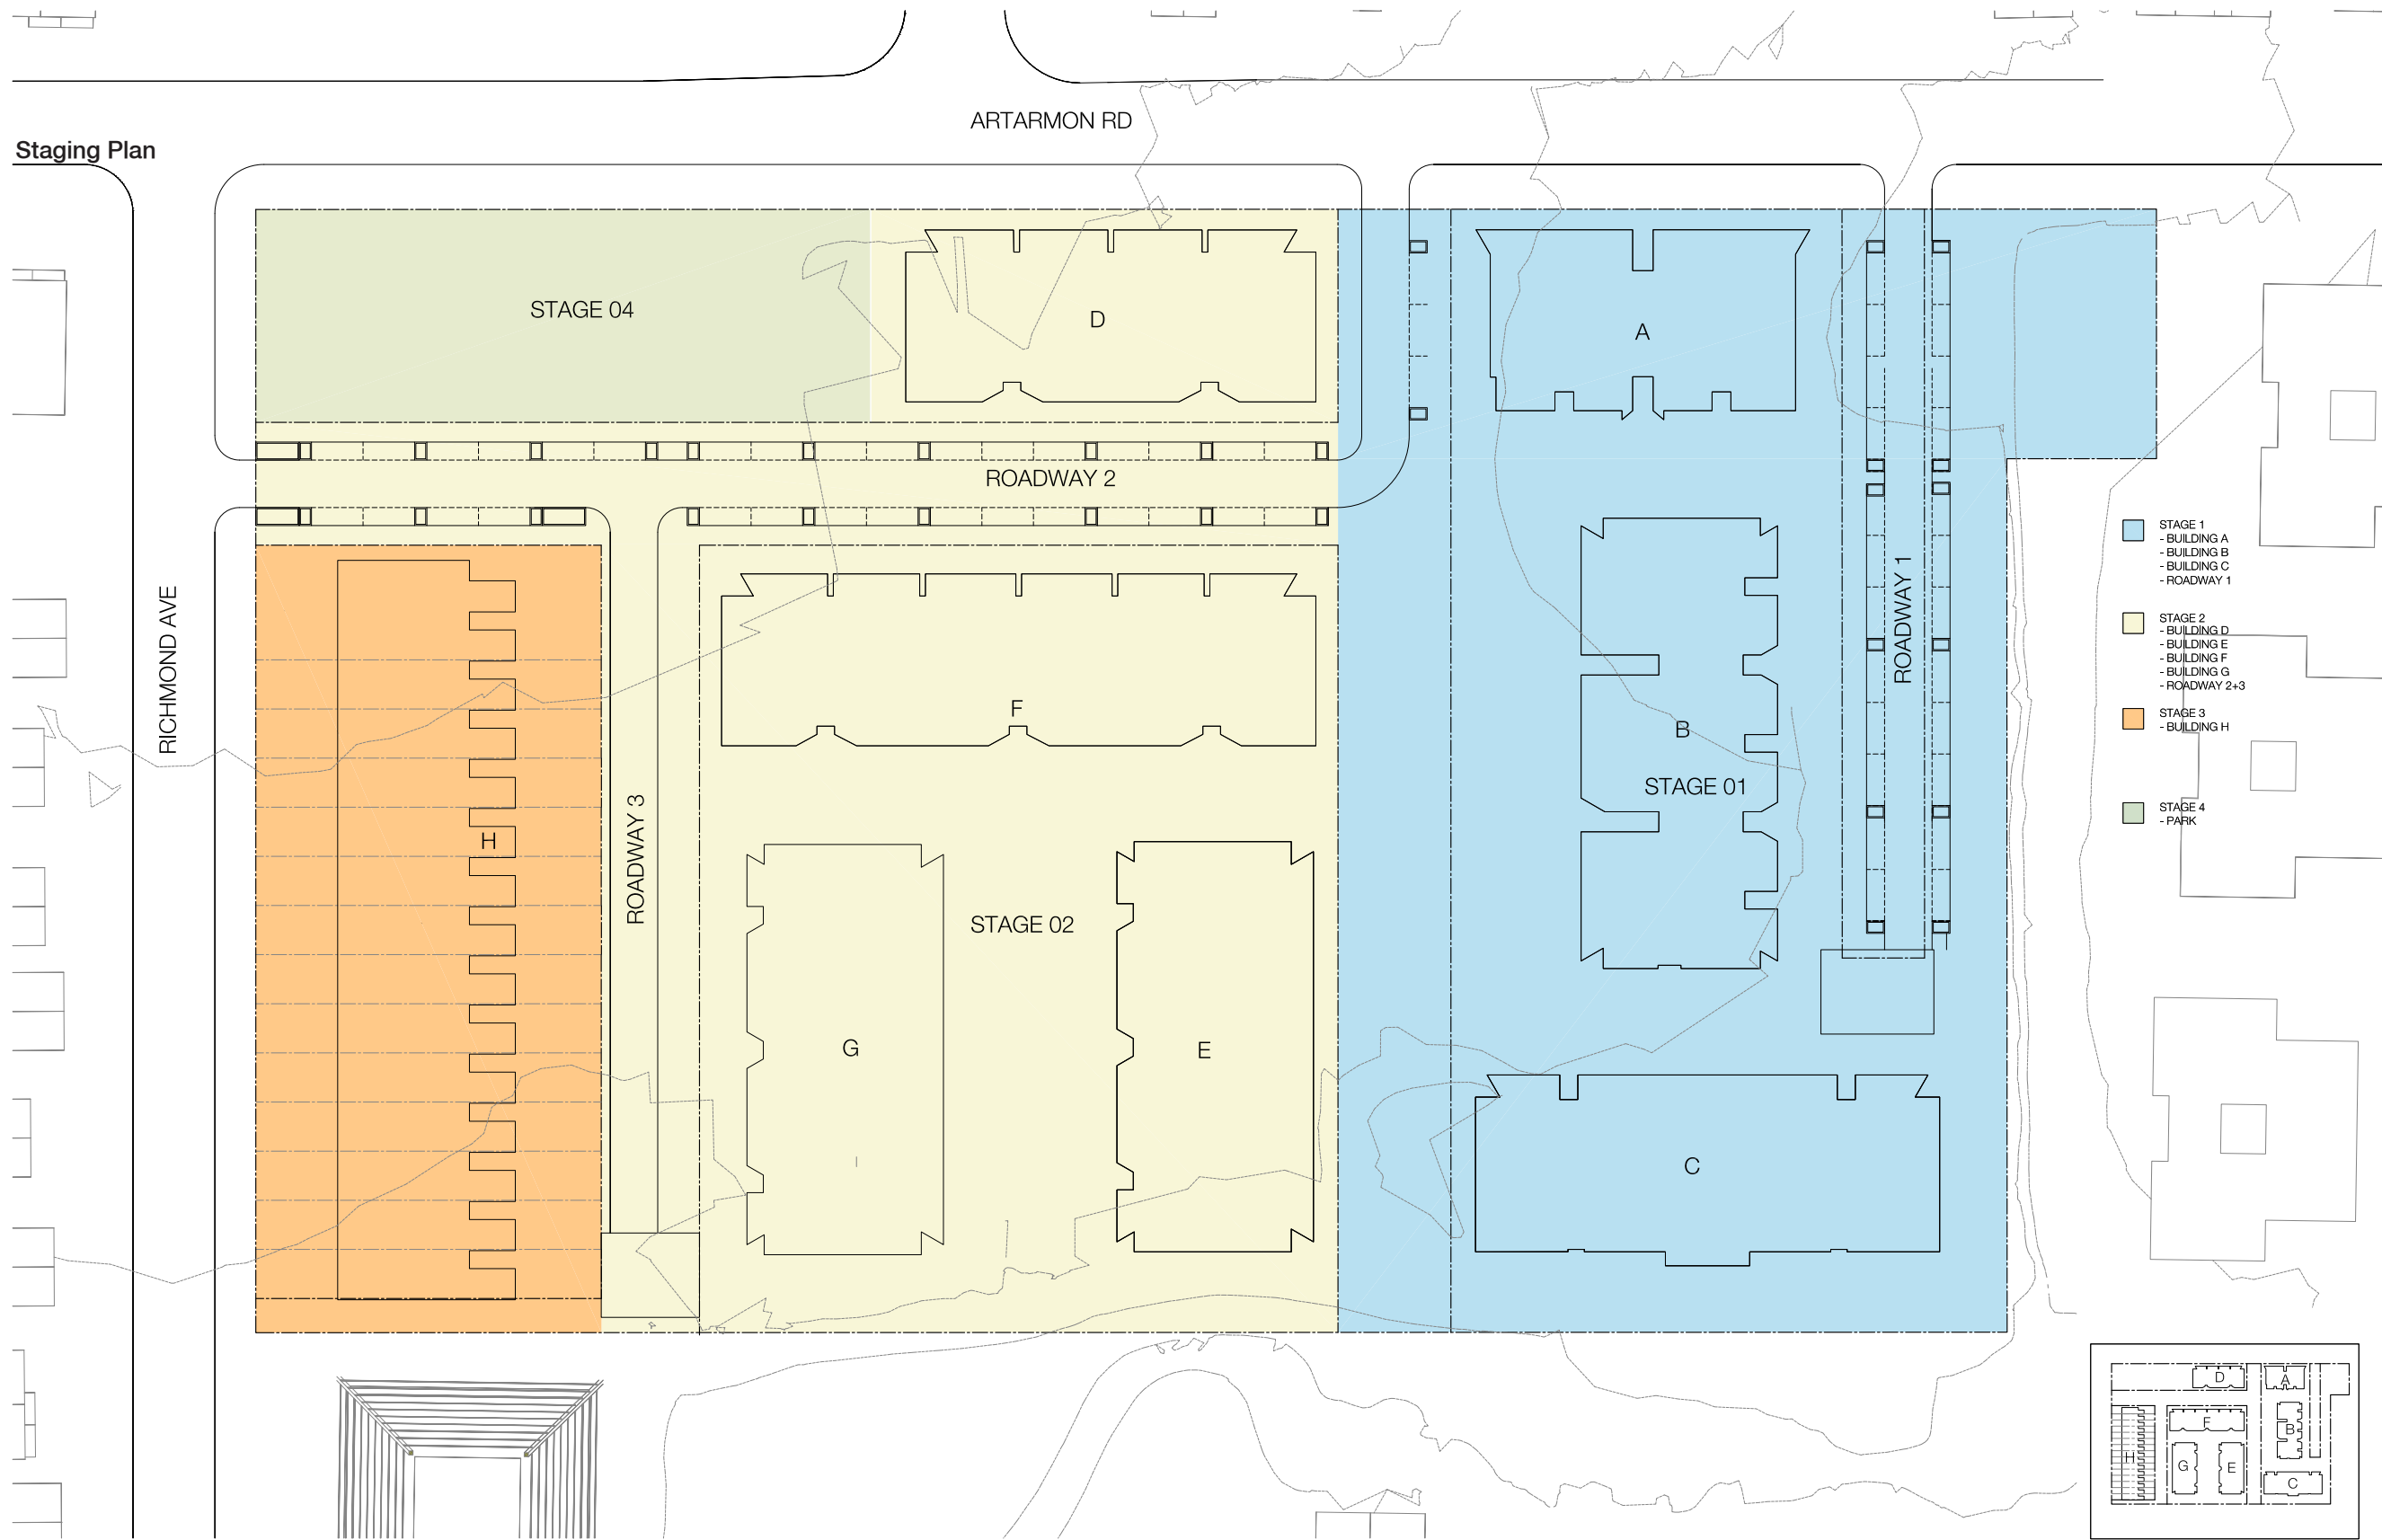 ARTARMON RD
Staging Plan
STAGE 04
D
A
ROADWAY 2
RICHMOND AVE
ROADWAY 1
F
B
STAGE 01
H
ROADWAY 3
STAGE 02
G
E
C
STAGE 1
- BUILDING A
- BUILDING B
- BUILDING C
- ROADWAY 1
STAGE 2
- BUILDING D
- BUILDING E
- BUILDING F
- BUILDING G
- ROADWAY 2+3
STAGE 3
- BUILDING H
STAGE 4
- PARK
D
A
F
B
H
G
E
C